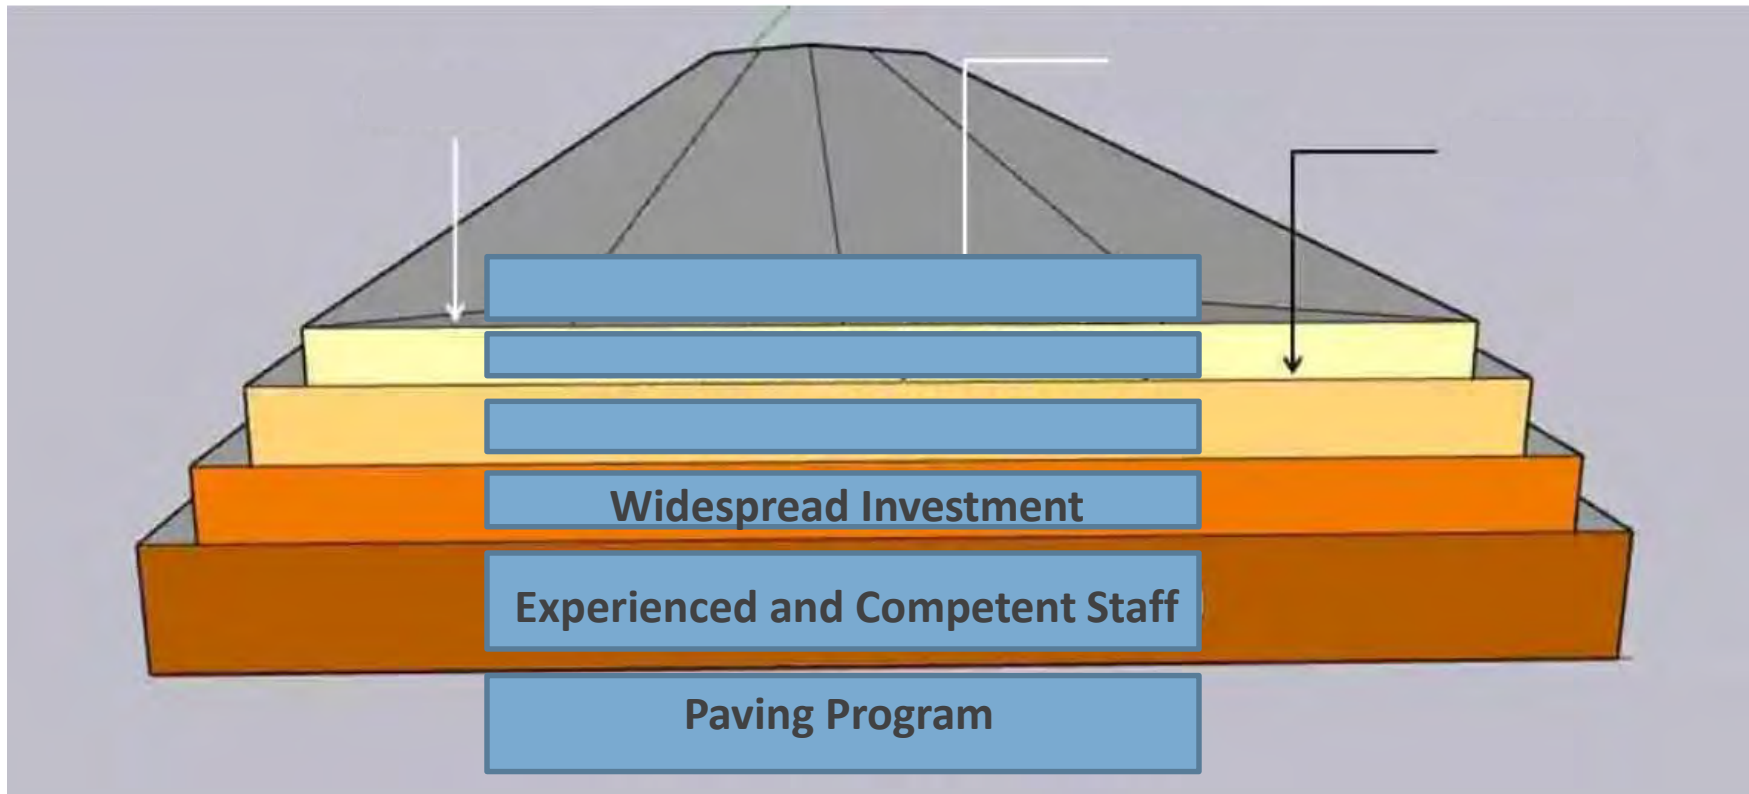 Widespread Investment
Experienced and Competent Staff
Paving Program